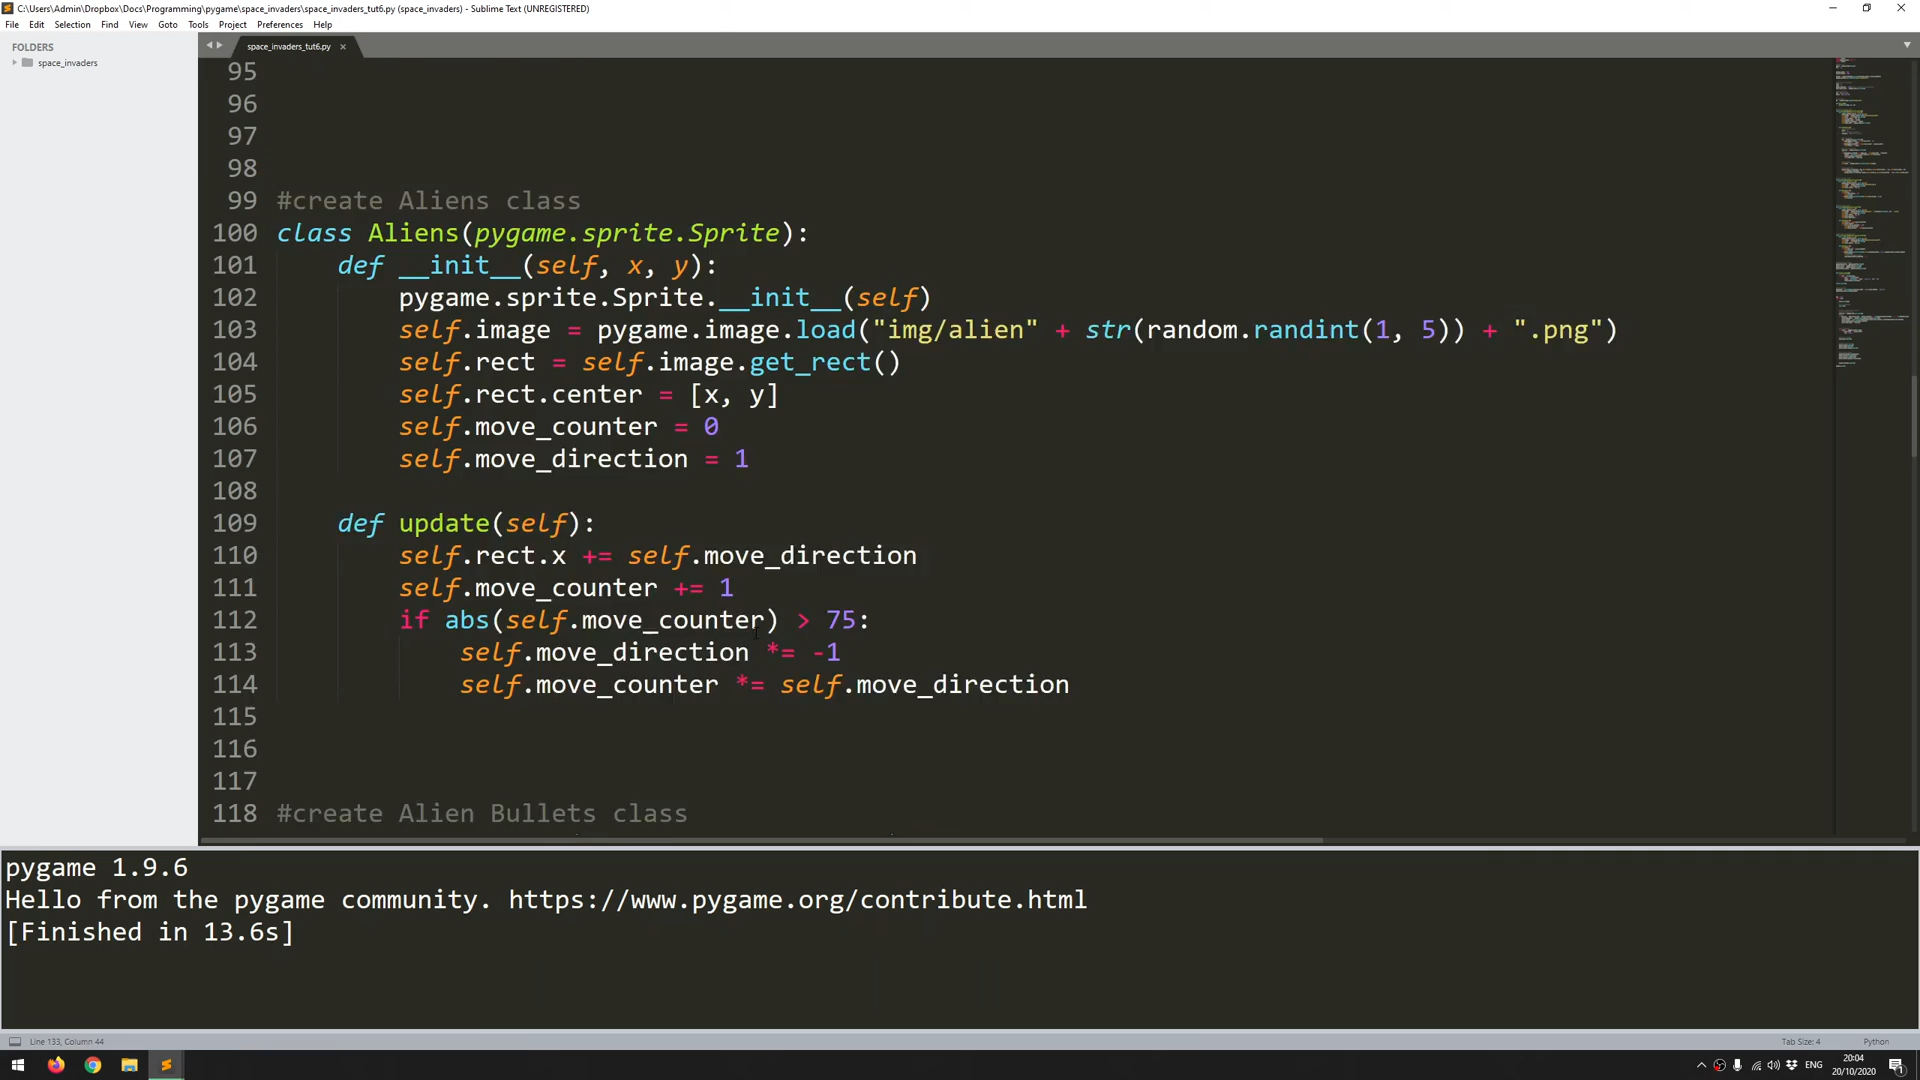 C:\Users\Admin\Dropbox\Docs\Programming\pygame\space_invaders\space_invaders_tut6.py (space_invaders) - Sublime Text (UNREGISTERED)
File Edit Selection Find View Goto Tools Project Preferences Help
FOLDERS
space_invaders
space_invaders_tut6.py
95
96
97
98
99 #create Aliens class
100 class Aliens(pygame.sprite.Sprite):
101 def __init__(self, x, y):
102 pygame.sprite.Sprite.__init__(self)
103 self.image = pygame.image.load("img/alien" + str(random.randint(1, 5)) + ".png")
104 self.rect = self.image.get_rect()
105 self.rect.center = [x, y]
106 self.move_counter = 0
107 self.move_direction = 1
108
109 def update(self):
110 self.rect.x += self.move_direction
111 self.move_counter += 1
112 if abs(self.move_counter) > 75:
113 self.move_direction *= -1
114 self.move_counter *= self.move_direction
115
116
117
118 #create Alien Bullets class
pygame 1.9.6
Hello from the pygame community. https://www.pygame.org/contribute.html
[Finished in 13.6s]
Line 133, Column 44
Tab Size: 4
Python
ENG
20:04
20/10/2020